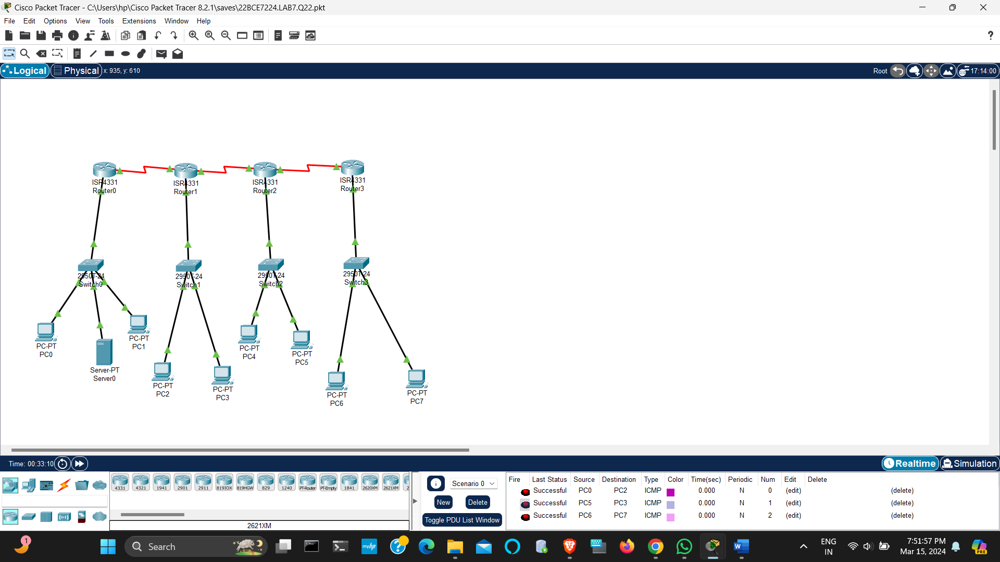 Cisco Packet Tracer - C:\Users\hp\Cisco Packet Tracer 8.2.1\saves\22BCE7224.LAB7.Q22.pkt
File Edit Options View Tools Extensions Window Help
?
Logical Physical x: 935, y: 610 Root 17:14:00
ISR4331
Router0
ISR4331
Router1
ISR4331
Router2
ISR4331
Router3
2950T-24
Switch0
2950T-24
Switch1
2950T-24
Switch2
2950T-24
Switch3
PC-PT
PC0
Server-PT
Server0
PC-PT
PC1
PC-PT
PC2
PC-PT
PC3
PC-PT
PC4
PC-PT
PC5
PC-PT
PC6
PC-PT
PC7
Time: 00:33:10 Realtime Simulation
4331 4321 1941 2901 2911 819IOX 819HGW 829 1240 PT-Router PT-Empty 1841 2620XM 2621XM 2
2621XM
Scenario 0
New Delete
Toggle PDU List Window
Fire Last Status Source Destination Type Color Time(sec) Periodic Num Edit Delete
Successful PC0 PC2 ICMP 0.000 N 0 (edit) (delete)
Successful PC5 PC3 ICMP 0.000 N 1 (edit) (delete)
Successful PC6 PC7 ICMP 0.000 N 2 (edit) (delete)
1
Search
myhp
?
W
ENG
IN
7:51:57 PM
Mar 15, 2024
PRE